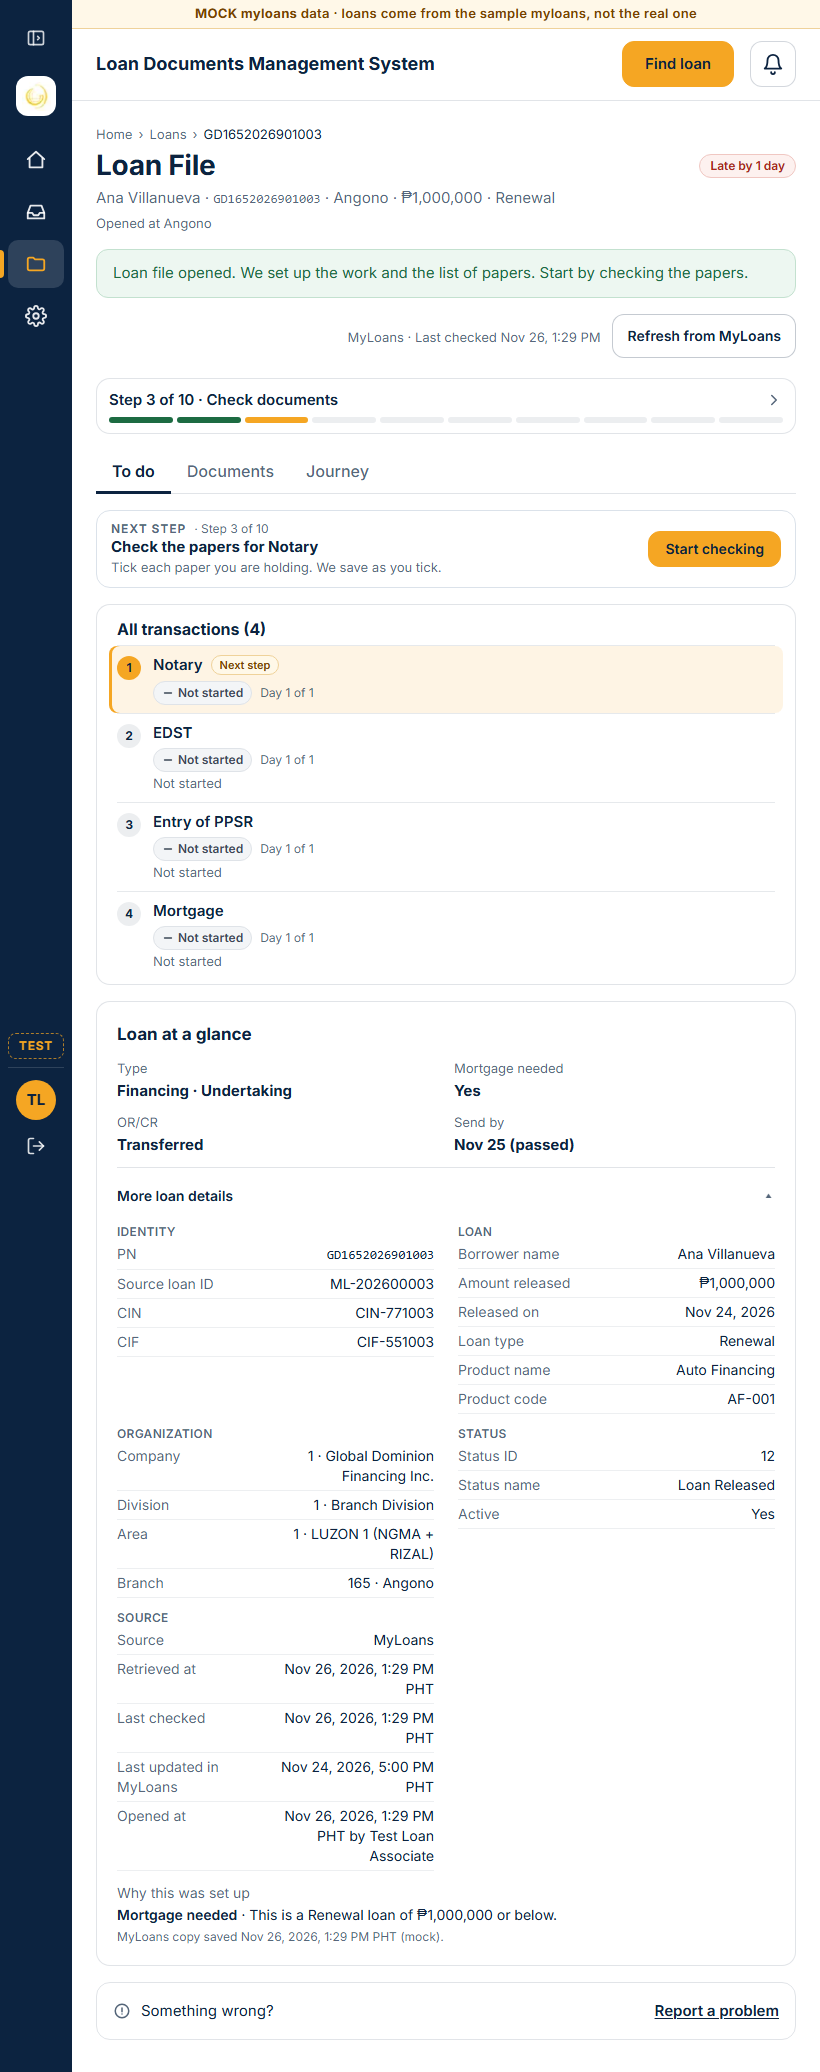 MOCK myloans data · loans come from the sample myloans, not the real one
Loan Documents Management System
Find loan
Home › Loans › GD1652026901003
Loan File
Late by 1 day
Ana Villanueva · GD1652026901003 · Angono · ₱1,000,000 · Renewal
Opened at Angono
Loan file opened. We set up the work and the list of papers. Start by checking the papers.
MyLoans · Last checked Nov 26, 1:29 PM
Refresh from MyLoans
Step 3 of 10 · Check documents
To do
Documents
Journey
NEXT STEP · Step 3 of 10
Check the papers for Notary
Tick each paper you are holding. We save as you tick.
Start checking
All transactions (4)
1 Notary Next step
– Not started Day 1 of 1
2 EDST
– Not started Day 1 of 1
Not started
3 Entry of PPSR
– Not started Day 1 of 1
Not started
4 Mortgage
– Not started Day 1 of 1
Not started
TEST
TL
Loan at a glance
Type
Financing · Undertaking
Mortgage needed
Yes
OR/CR
Transferred
Send by
Nov 25 (passed)
More loan details
IDENTITY
PN GD1652026901003
Source loan ID ML-202600003
CIN CIN-771003
CIF CIF-551003
LOAN
Borrower name Ana Villanueva
Amount released ₱1,000,000
Released on Nov 24, 2026
Loan type Renewal
Product name Auto Financing
Product code AF-001
ORGANIZATION
Company 1 · Global Dominion
Financing Inc.
Division 1 · Branch Division
Area 1 · LUZON 1 (NGMA +
RIZAL)
Branch 165 · Angono
STATUS
Status ID 12
Status name Loan Released
Active Yes
SOURCE
Source MyLoans
Retrieved at Nov 26, 2026, 1:29 PM
PHT
Last checked Nov 26, 2026, 1:29 PM
PHT
Last updated in Nov 24, 2026, 5:00 PM
MyLoans PHT
Opened at Nov 26, 2026, 1:29 PM
PHT by Test Loan
Associate
Why this was set up
Mortgage needed · This is a Renewal loan of ₱1,000,000 or below.
MyLoans copy saved Nov 26, 2026, 1:29 PM PHT (mock).
Something wrong?
Report a problem